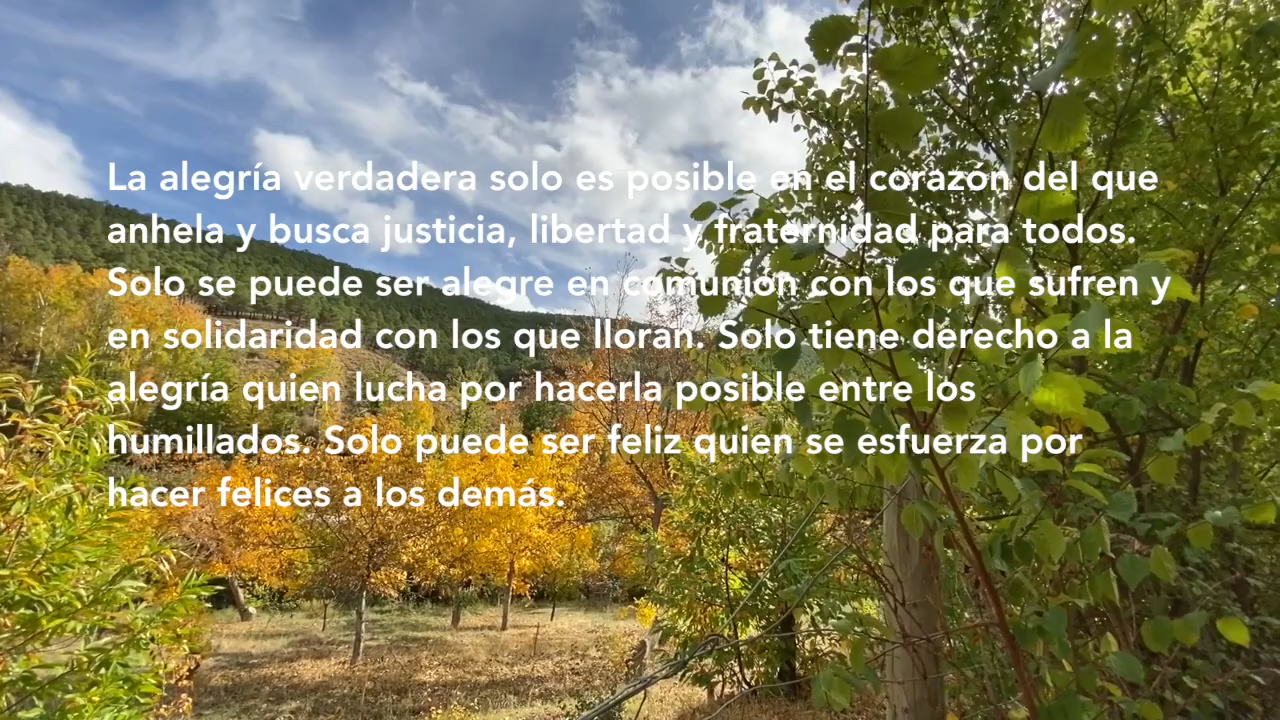 La alegría verdadera solo es posible en el corazón del que
anhela y busca justicia, libertad y fraternidad para todos.
Solo se puede ser alegre en comunión con los que sufren y
en solidaridad con los que lloran. Solo tiene derecho a la
alegría quien lucha por hacerla posible entre los
humillados. Solo puede ser feliz quien se esfuerza por
hacer felices a los demás.